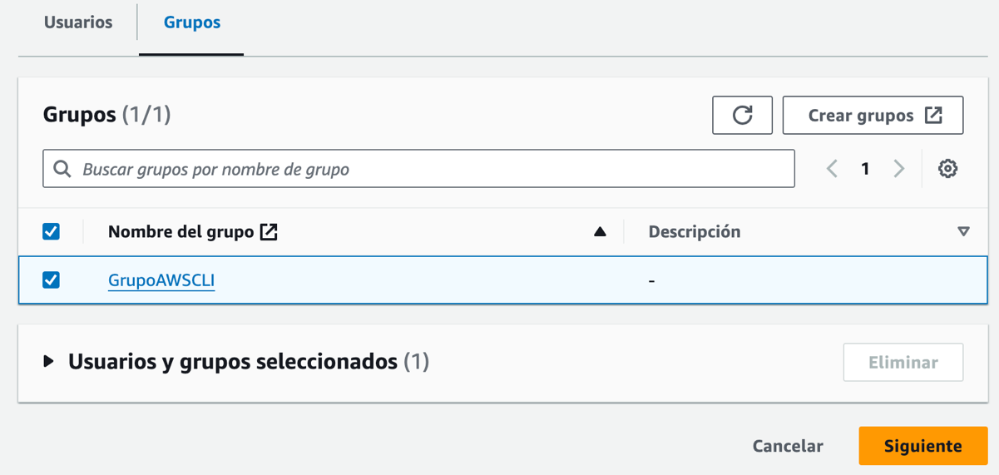 Usuarios
Grupos
Grupos (1/1)
Crear grupos
Buscar grupos por nombre de grupo
1
Nombre del grupo
Descripción
GrupoAWSCLI
-
Usuarios y grupos seleccionados (1)
Eliminar
Cancelar
Siguiente